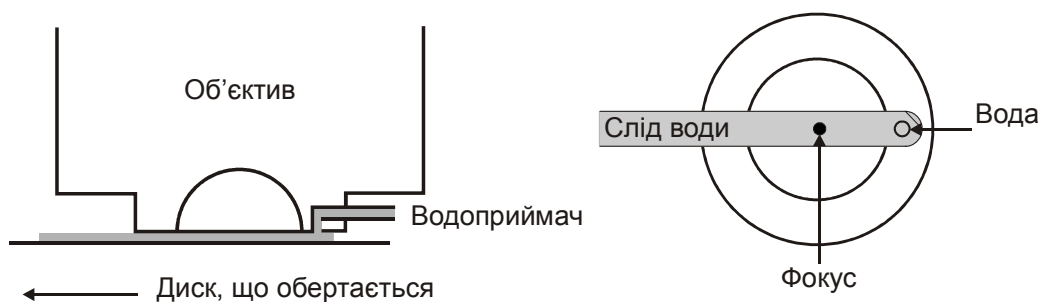 Об’єктив
Водоприймач
Диск, що обертається
Слід води
Вода
Фокус